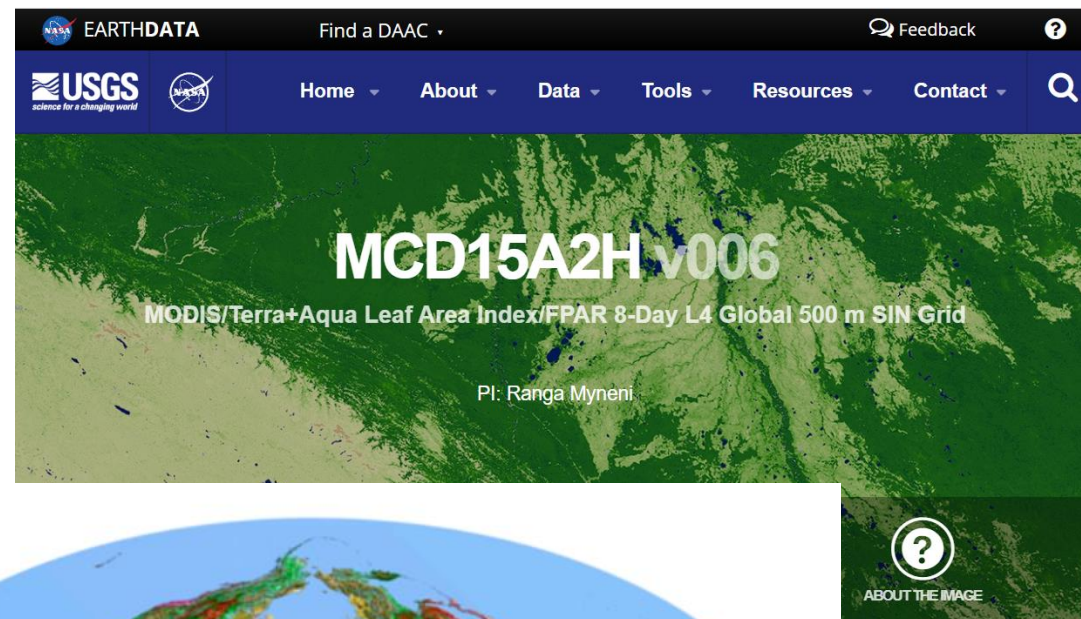 NASA EARTHDATA Find a DAAC Feedback ?
USGS NASA Home About Data Tools Resources Contact
science for a changing world
MCD15A2H v006
MODIS/Terra+Aqua Leaf Area Index/FPAR 8-Day L4 Global 500 m SIN Grid
PI: Ranga Myneni
?
ABOUT THE IMAGE